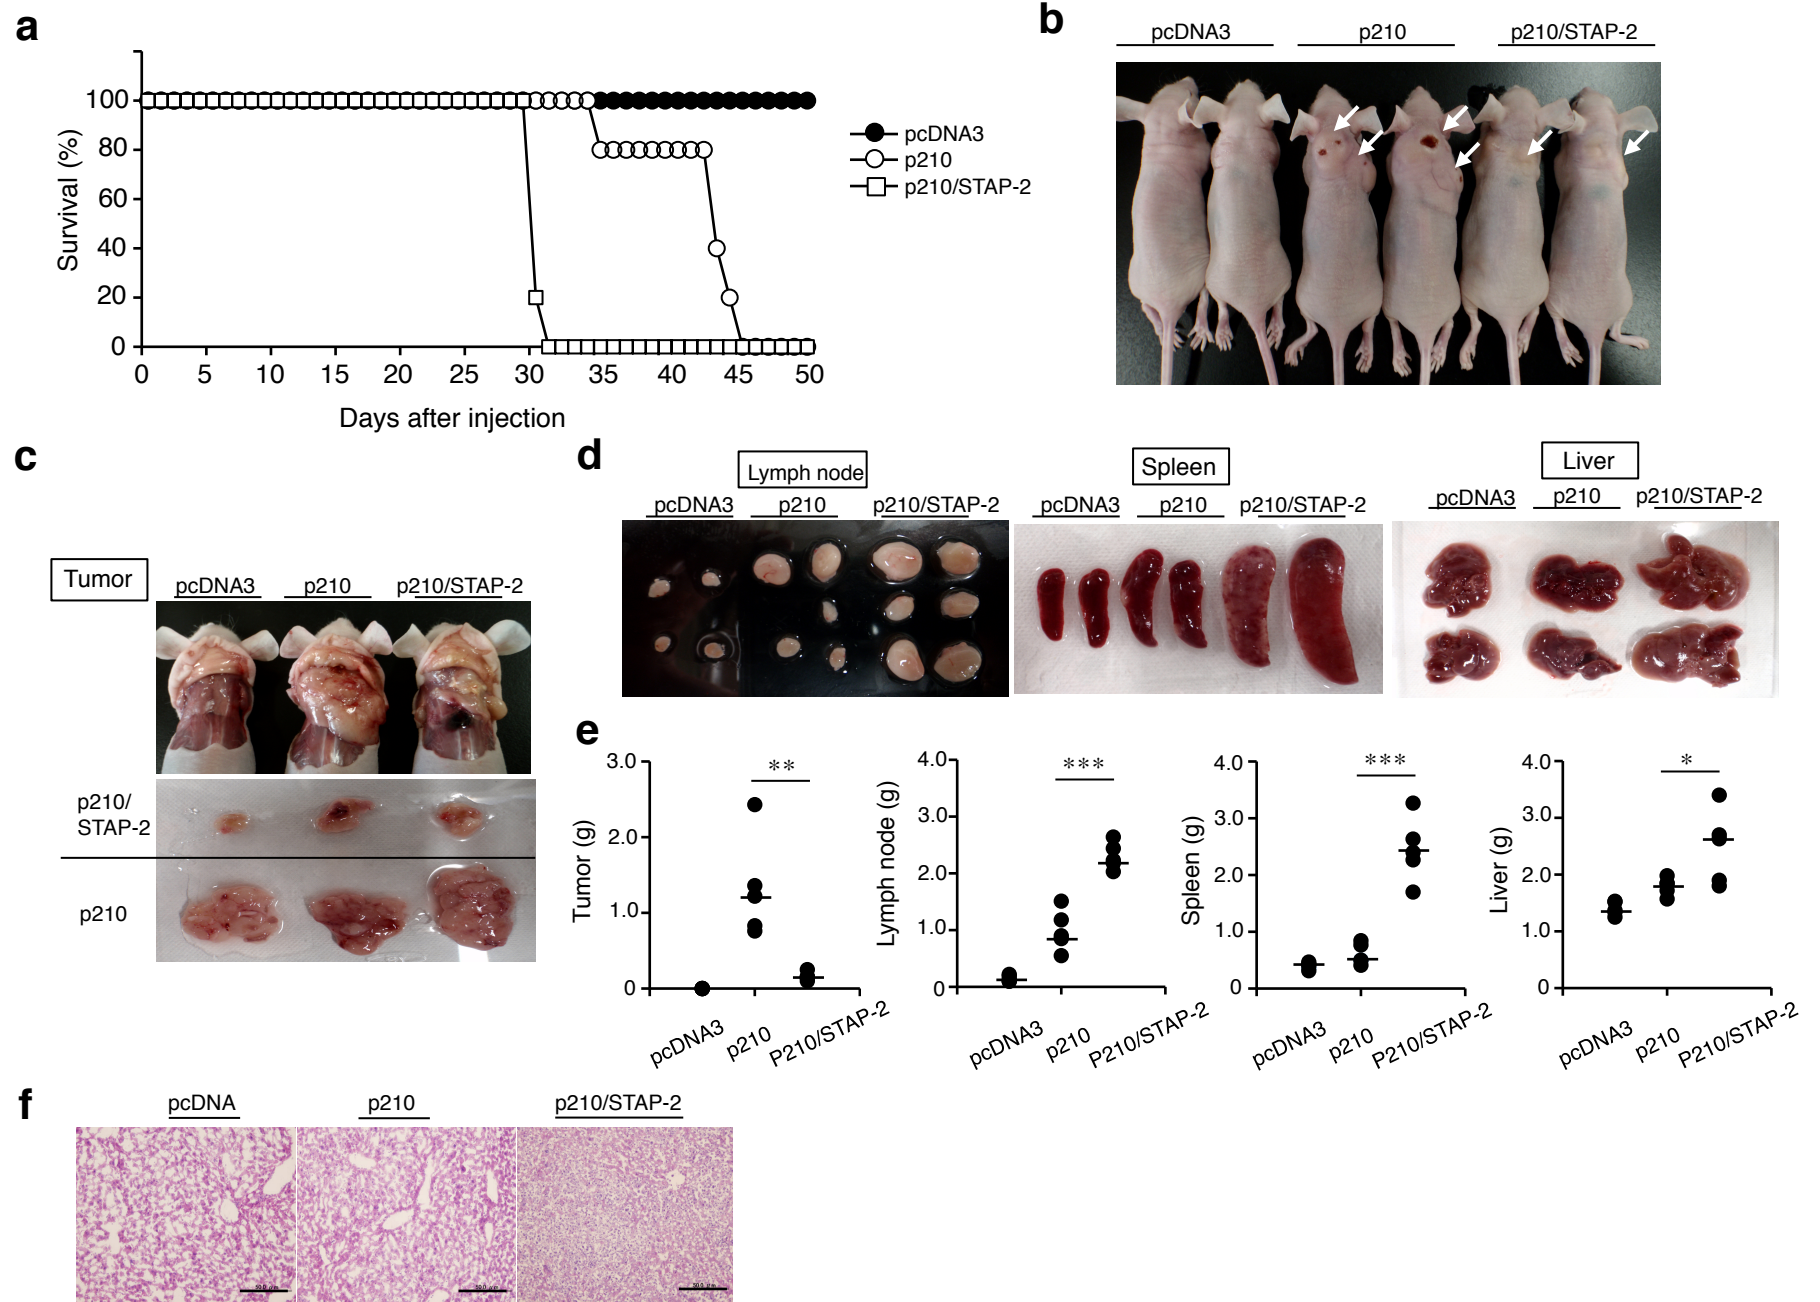 a
100
80
60
40
20
0
Survival (%)
0 5 10 15 20 25 30 35 40 45 50
Days after injection
pcDNA3
p210
p210/STAP-2
b
pcDNA3 p210 p210/STAP-2
c
Tumor
pcDNA3 p210 p210/STAP-2
p210/
STAP-2
p210
d
Lymph node
pcDNA3 p210 p210/STAP-2
Spleen
pcDNA3 p210 p210/STAP-2
Liver
pcDNA3 p210 p210/STAP-2
e
Tumor (g)
3.0
2.0
1.0
0
**
pcDNA3 p210 P210/STAP-2
Lymph node (g)
4.0
3.0
2.0
1.0
0
***
pcDNA3 p210 P210/STAP-2
Spleen (g)
4.0
3.0
2.0
1.0
0
***
pcDNA3 p210 P210/STAP-2
Liver (g)
4.0
3.0
2.0
1.0
0
*
pcDNA3 p210 P210/STAP-2
f
pcDNA p210 p210/STAP-2